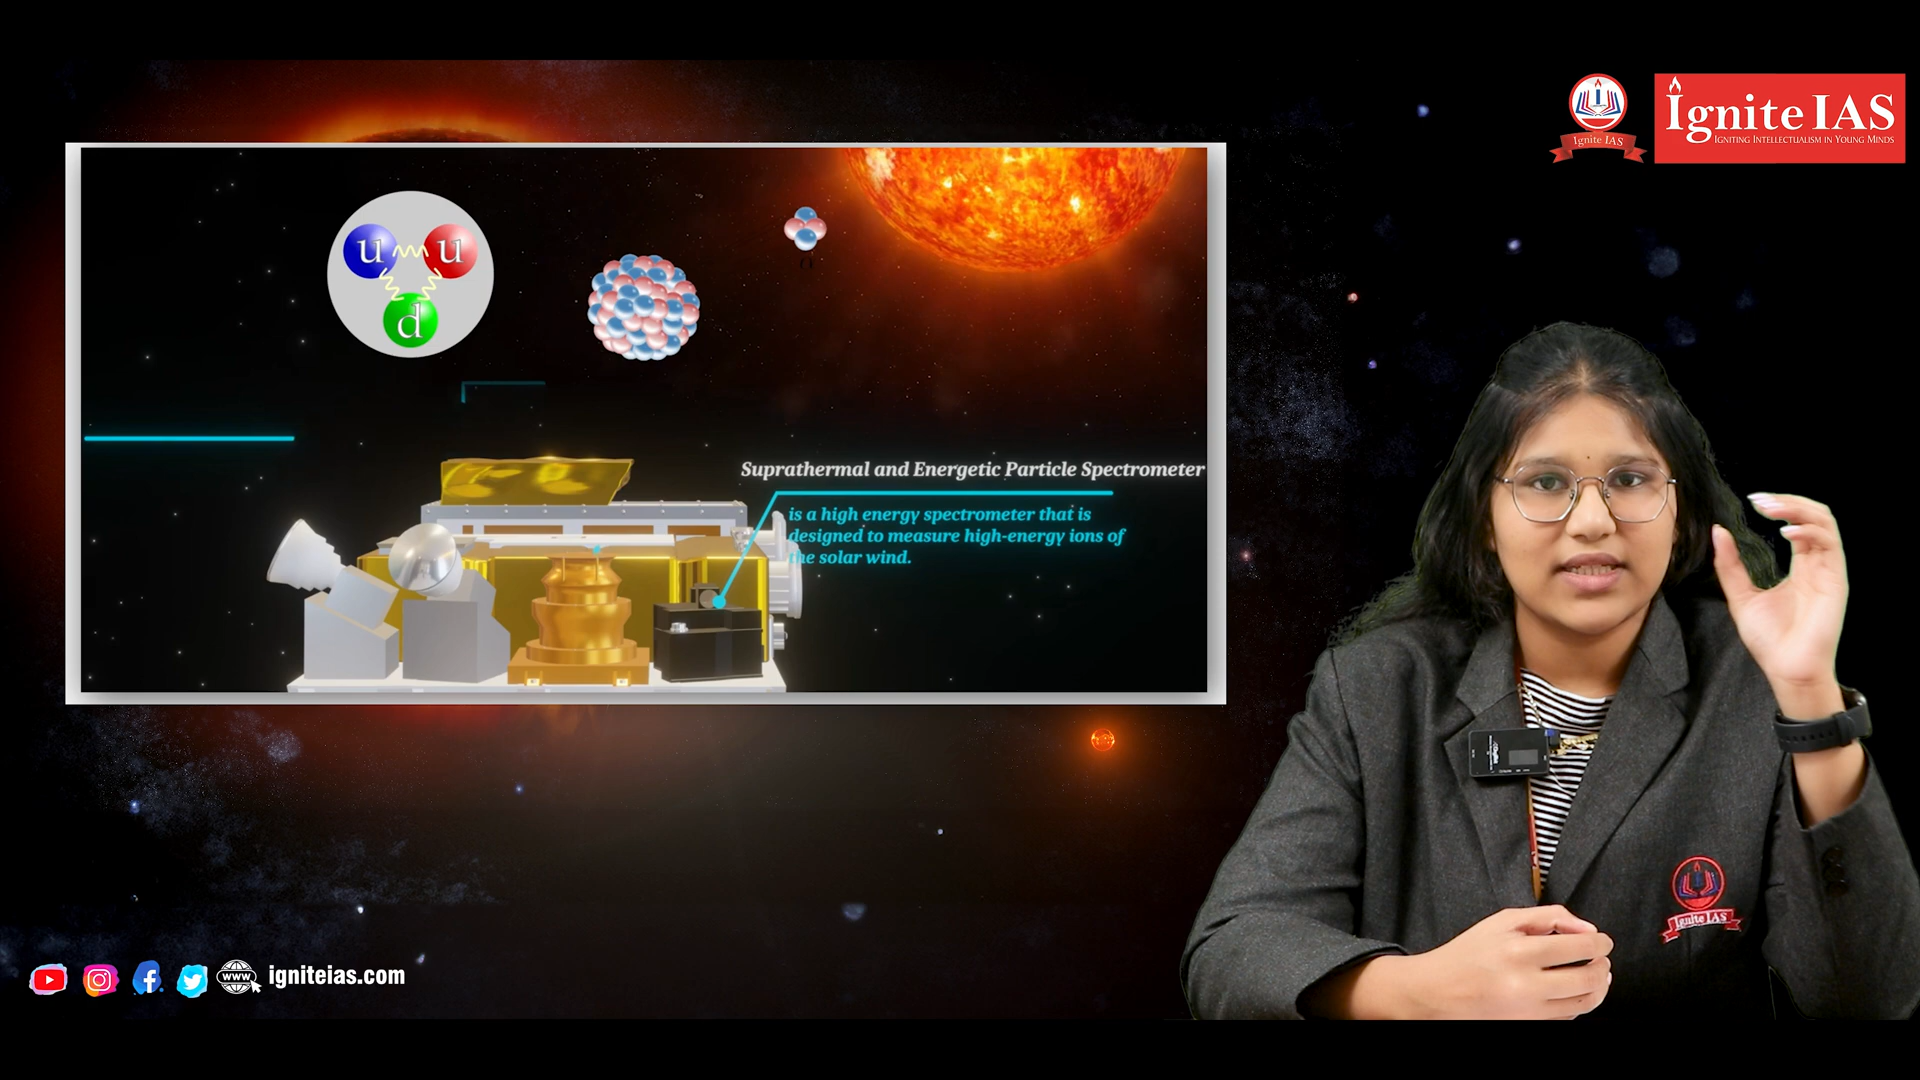 Ignite IAS
Ignite IAS
IGNITING INTELLECTUALISM IN YOUNG MINDS
u
u
d
Suprathermal and Energetic Particle Spectrometer
is a high energy spectrometer that is
designed to measure high-energy ions of
the solar wind.
Ignite IAS
WWW
igniteias.com